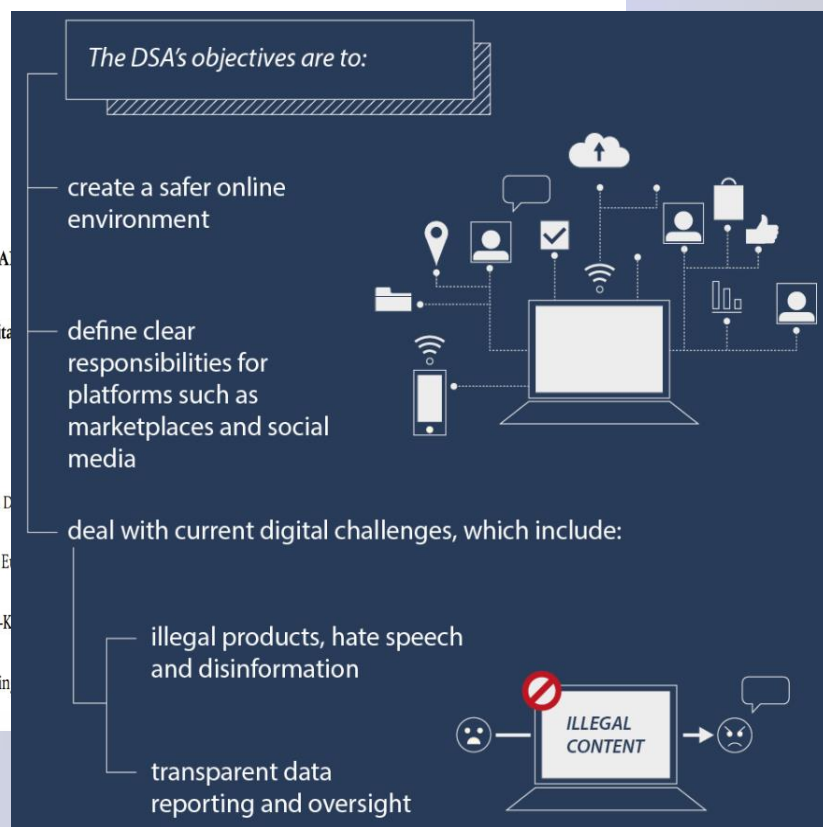 The DSA's objectives are to:
create a safer online
environment
define clear
responsibilities for
platforms such as
marketplaces and social
media
deal with current digital challenges, which include:
illegal products, hate speech
and disinformation
ILLEGAL
CONTENT
transparent data
reporting and oversight